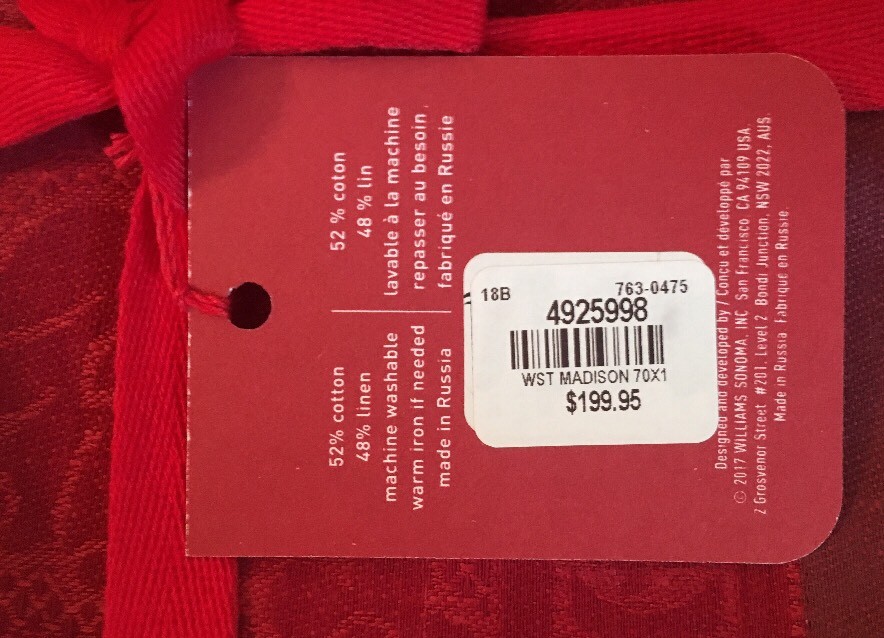 52 % coton
48 % lin
lavable à la machine
repasser au besoin
fabriqué en Russie
52% cotton
48% linen
machine washable
warm iron if needed
made in Russia
18B 763-0475
4925998
WST MADISON 70X1
$199.95
Designed and developed by / Conçu et développé par
© 2017 WILLIAMS SONOMA, INC San Francisco CA 94109 USA,
2 Grosvenor Street #201, Level 2 Bondi Junction, NSW 2022, AUS.
Made in Russia Fabriqué en Russie.